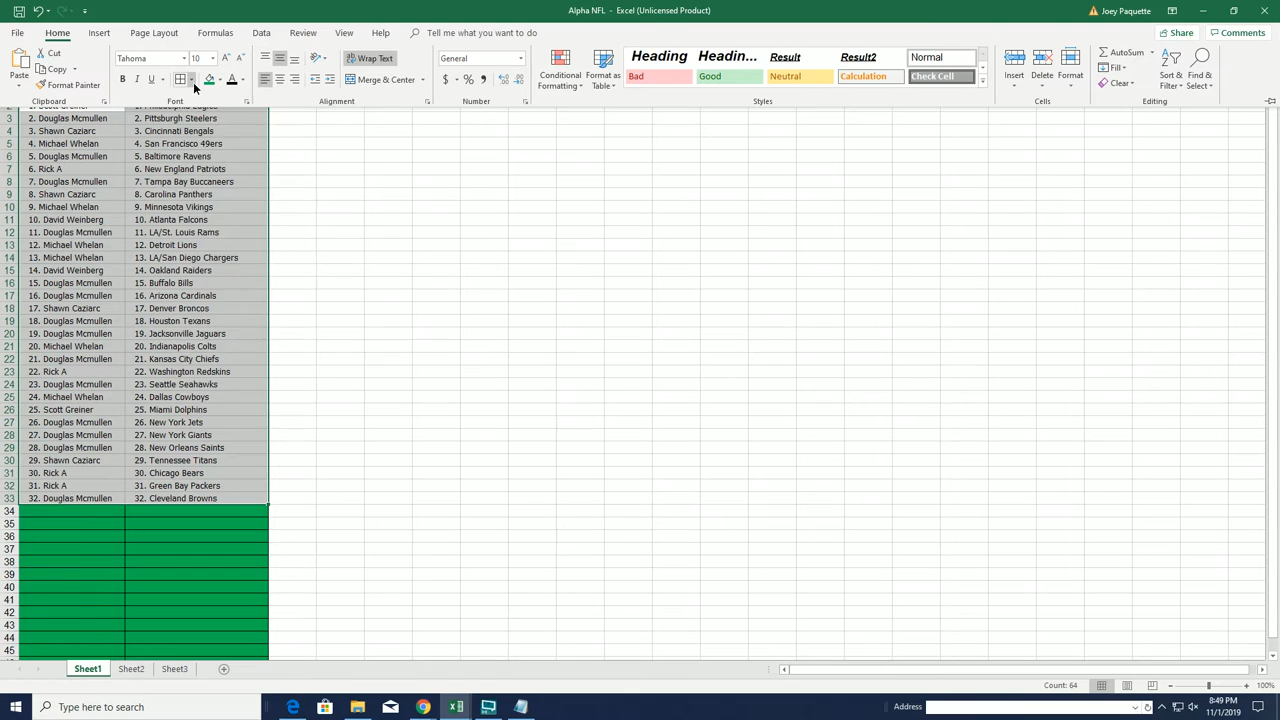 Alpha NFL - Excel (Unlicensed Product)
Joey Paquette
File Home Insert Page Layout Formulas Data Review View Help Tell me what you want to do
Share Comments
Paste
Cut
Copy
Format Painter
Clipboard
Tahoma 10
B I U
Font
Wrap Text
Merge & Center
Alignment
General
$ % ,
Number
Conditional Formatting
Format as Table
Heading Headin... Result Result2 Normal
Bad Good Neutral Calculation Check Cell
Styles
Insert Delete Format
Cells
AutoSum
Fill
Clear
Sort & Filter
Find & Select
Editing
3 2. Douglas Mcmullen 2. Pittsburgh Steelers
4 3. Shawn Caziarc 3. Cincinnati Bengals
5 4. Michael Whelan 4. San Francisco 49ers
6 5. Douglas Mcmullen 5. Baltimore Ravens
7 6. Rick A 6. New England Patriots
8 7. Douglas Mcmullen 7. Tampa Bay Buccaneers
9 8. Shawn Caziarc 8. Carolina Panthers
10 9. Michael Whelan 9. Minnesota Vikings
11 10. David Weinberg 10. Atlanta Falcons
12 11. Douglas Mcmullen 11. LA/St. Louis Rams
13 12. Michael Whelan 12. Detroit Lions
14 13. Michael Whelan 13. LA/San Diego Chargers
15 14. David Weinberg 14. Oakland Raiders
16 15. Douglas Mcmullen 15. Buffalo Bills
17 16. Douglas Mcmullen 16. Arizona Cardinals
18 17. Shawn Caziarc 17. Denver Broncos
19 18. Douglas Mcmullen 18. Houston Texans
20 19. Douglas Mcmullen 19. Jacksonville Jaguars
21 20. Michael Whelan 20. Indianapolis Colts
22 21. Douglas Mcmullen 21. Kansas City Chiefs
23 22. Rick A 22. Washington Redskins
24 23. Douglas Mcmullen 23. Seattle Seahawks
25 24. Michael Whelan 24. Dallas Cowboys
26 25. Scott Greiner 25. Miami Dolphins
27 26. Douglas Mcmullen 26. New York Jets
28 27. Douglas Mcmullen 27. New York Giants
29 28. Douglas Mcmullen 28. New Orleans Saints
30 29. Shawn Caziarc 29. Tennessee Titans
31 30. Rick A 30. Chicago Bears
32 31. Rick A 31. Green Bay Packers
33 32. Douglas Mcmullen 32. Cleveland Browns
34
35
36
37
38
39
40
41
42
43
44
45
Sheet1 Sheet2 Sheet3
Count: 64
100%
Type here to search
Address
8:49 PM
11/1/2019